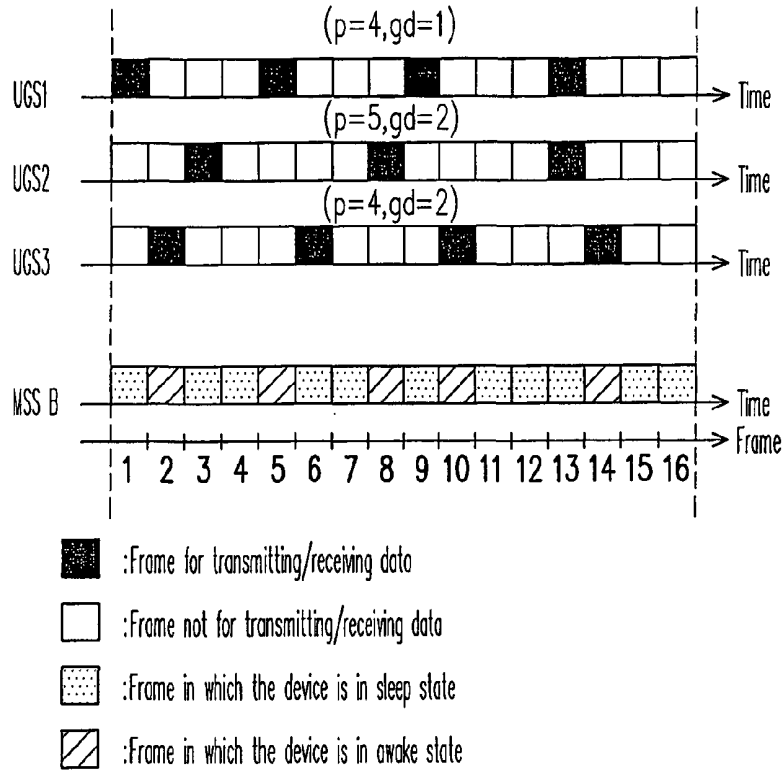 (p=4,gd=1)
UGS1
Time
(p=5,gd=2)
UGS2
Time
(p=4,gd=2)
UGS3
Time
MSS B
Time
Frame
1 2 3 4 5 6 7 8 9 10 11 12 13 14 15 16
:Frame for transmitting/receiving data
:Frame not for transmitting/receiving data
:Frame in which the device is in sleep state
:Frame in which the device is in awake state